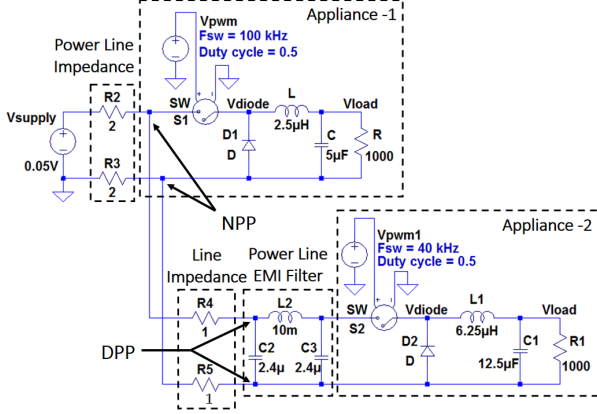 Appliance -1
Vpwm
Fsw = 100 kHz
Duty cycle = 0.5
Power Line
Impedance
R2
2
Vsupply
0.05V
R3
2
SW
S1
Vdiode
L
2.5µH
Vload
D1
D
C
5µF
R
1000
NPP
Appliance -2
Vpwm1
Fsw = 40 kHz
Duty cycle = 0.5
Line
Impedance
Power Line
EMI Filter
R4
1
L2
10m
SW
S2
Vdiode
L1
6.25µH
Vload
DPP
C2
2.4µ
C3
2.4µ
D2
D
C1
12.5µF
R1
1000
R5
1